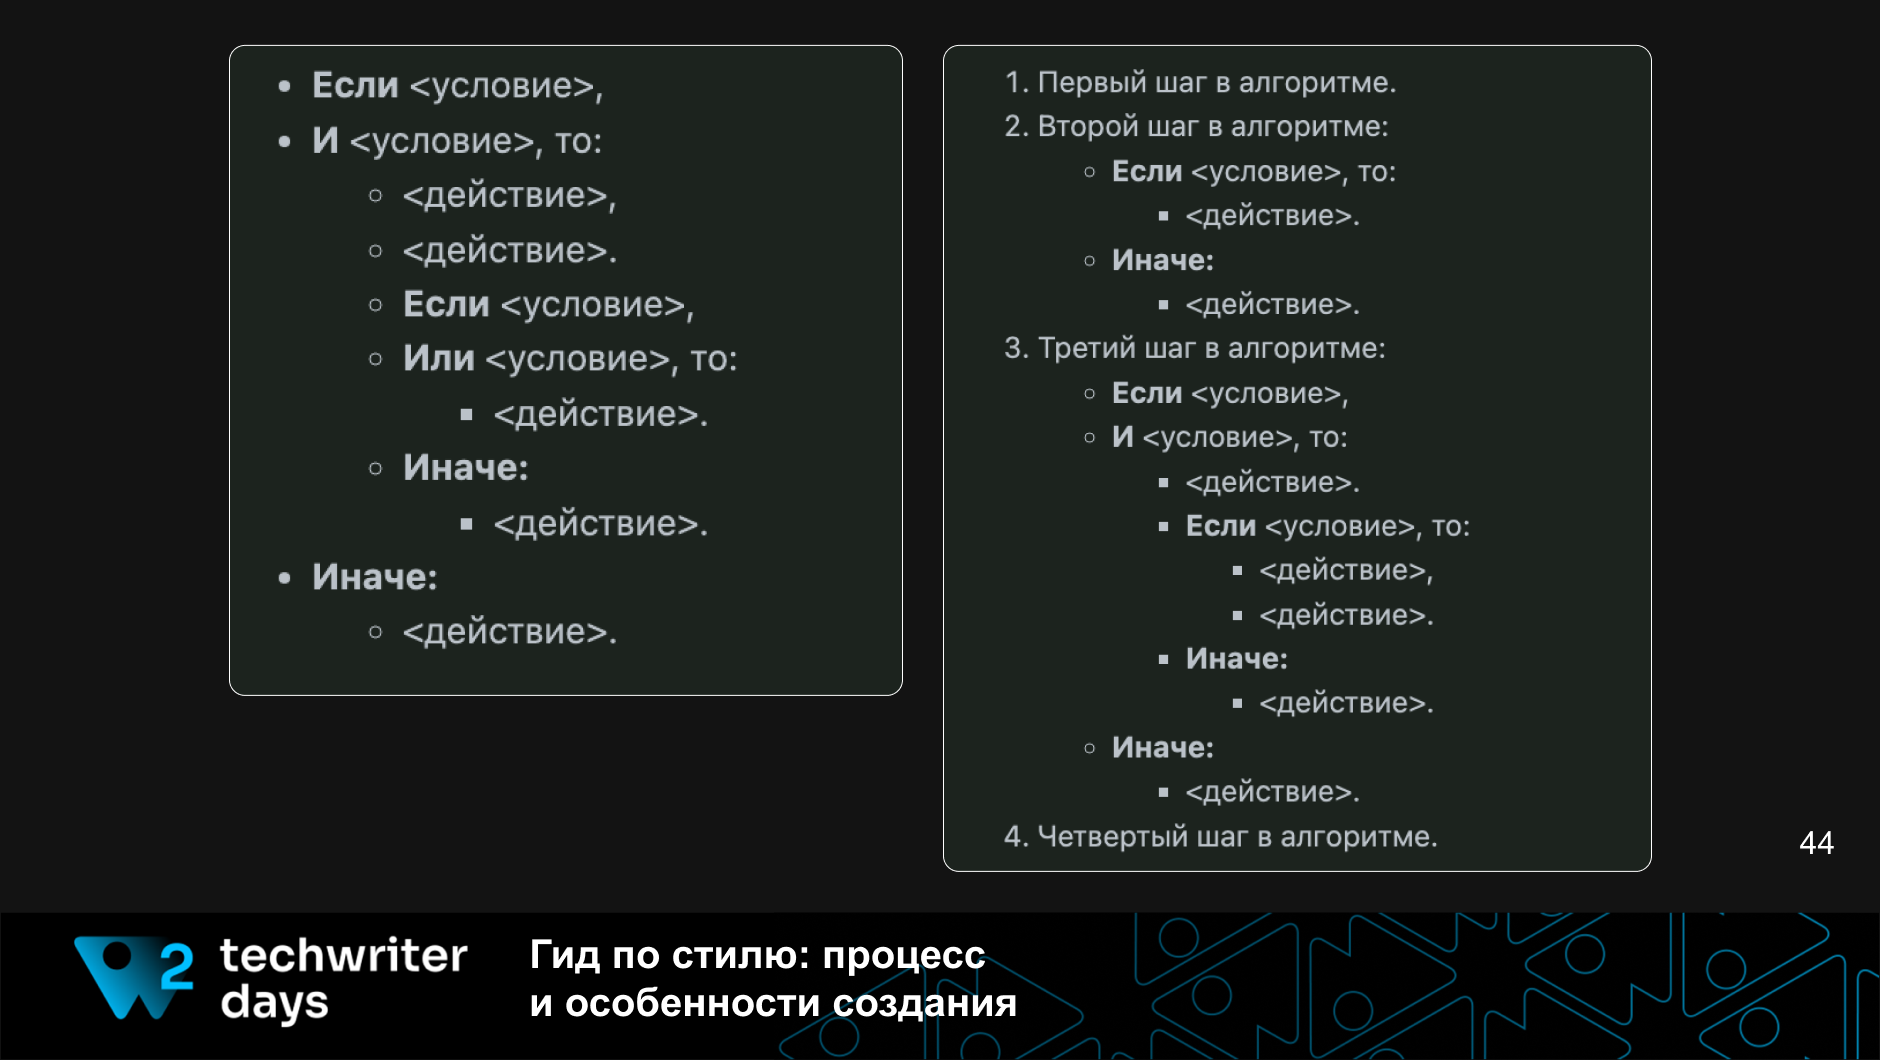 • Если <условие>,
• И <условие>, то:
◦ <действие>,
◦ <действие>.
◦ Если <условие>,
◦ Или <условие>, то:
▪ <действие>.
◦ Иначе:
▪ <действие>.
• Иначе:
◦ <действие>.
1. Первый шаг в алгоритме.
2. Второй шаг в алгоритме:
◦ Если <условие>, то:
▪ <действие>.
◦ Иначе:
▪ <действие>.
3. Третий шаг в алгоритме:
◦ Если <условие>,
◦ И <условие>, то:
▪ <действие>.
▪ Если <условие>, то:
▪ <действие>,
▪ <действие>.
▪ Иначе:
▪ <действие>.
◦ Иначе:
▪ <действие>.
4. Четвертый шаг в алгоритме.
44
2 techwriter
days
Гид по стилю: процесс
и особенности создания